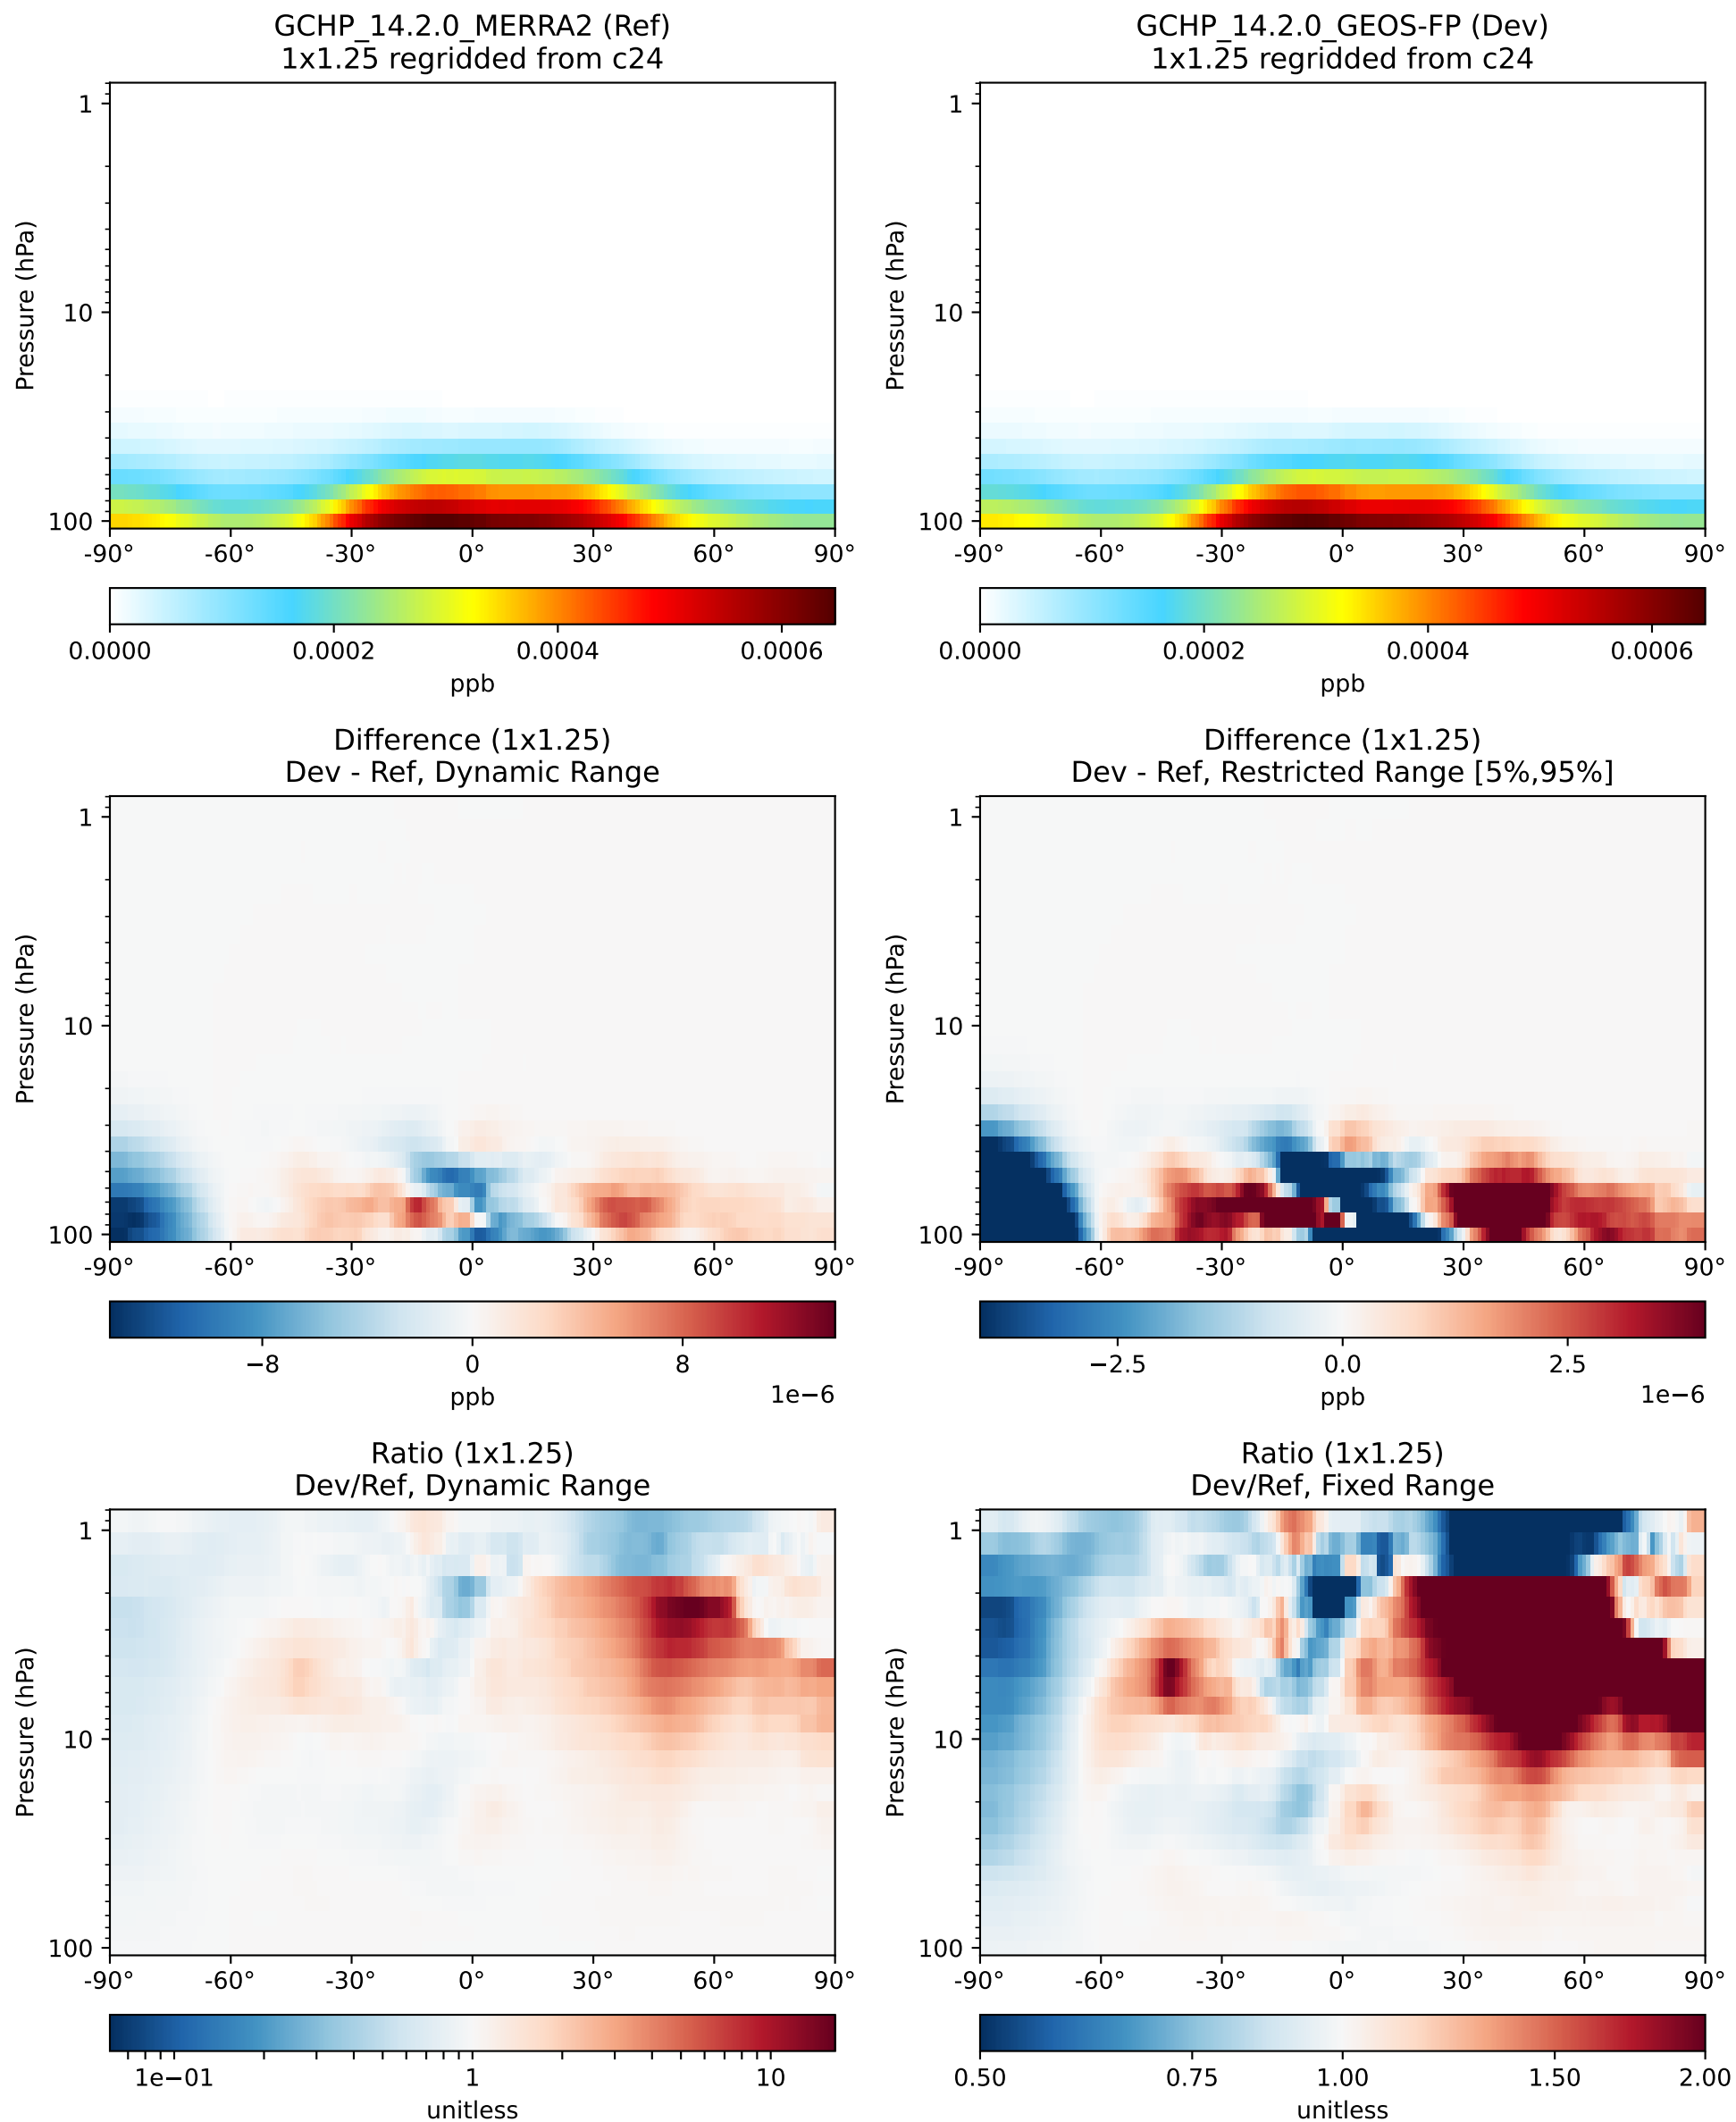 GCHP_14.2.0_MERRA2 (Ref)
1x1.25 regridded from c24
Pressure (hPa)
1
10
100
-90° -60° -30° 0° 30° 60° 90°
0.0000 0.0002 0.0004 0.0006
ppb
GCHP_14.2.0_GEOS-FP (Dev)
1x1.25 regridded from c24
Pressure (hPa)
1
10
100
-90° -60° -30° 0° 30° 60° 90°
0.0000 0.0002 0.0004 0.0006
ppb
Difference (1x1.25)
Dev - Ref, Dynamic Range
Pressure (hPa)
1
10
100
-90° -60° -30° 0° 30° 60° 90°
−8 0 8
ppb 1e−6
Difference (1x1.25)
Dev - Ref, Restricted Range [5%,95%]
Pressure (hPa)
1
10
100
-90° -60° -30° 0° 30° 60° 90°
−2.5 0.0 2.5
ppb 1e−6
Ratio (1x1.25)
Dev/Ref, Dynamic Range
Pressure (hPa)
1
10
100
-90° -60° -30° 0° 30° 60° 90°
1e−01 1 10
unitless
Ratio (1x1.25)
Dev/Ref, Fixed Range
Pressure (hPa)
1
10
100
-90° -60° -30° 0° 30° 60° 90°
0.50 0.75 1.00 1.50 2.00
unitless